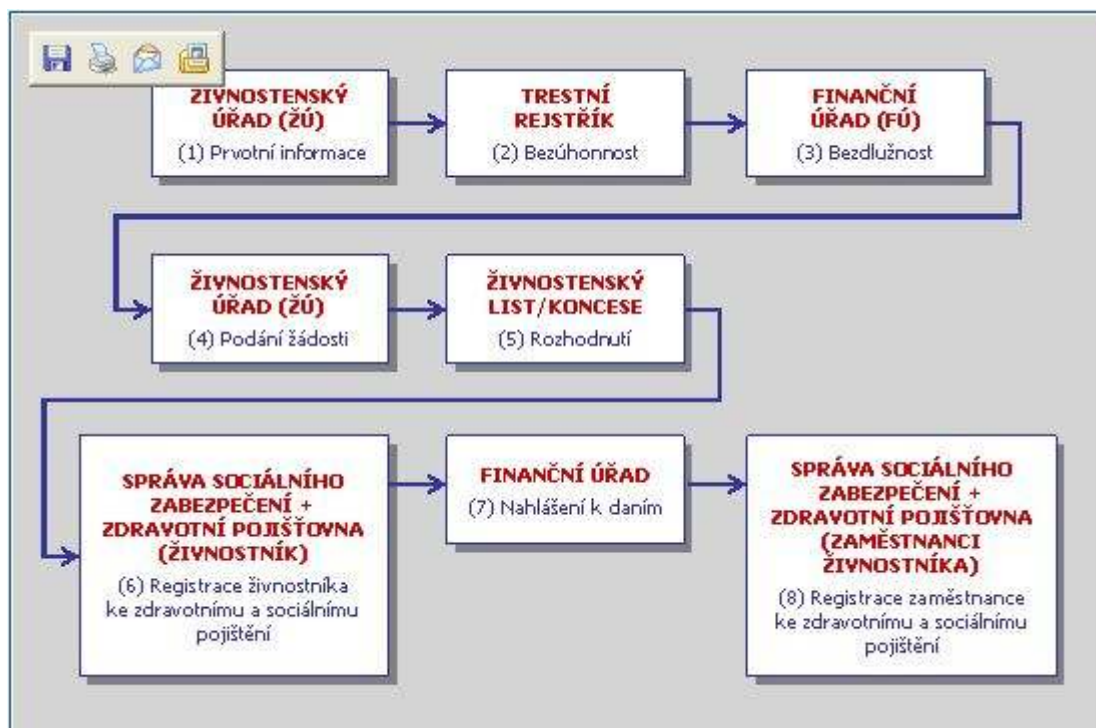 ŽIVNOSTENSKÝ
ÚŘAD (ŽÚ)
(1) Prvotní informace
TRESTNÍ
REJSTŘÍK
(2) Bezúhonnost
FINANČNÍ
ÚŘAD (FÚ)
(3) Bezdlužnost
ŽIVNOSTENSKÝ
ÚŘAD (ŽÚ)
(4) Podání žádosti
ŽIVNOSTENSKÝ
LIST/KONCESE
(5) Rozhodnutí
SPRÁVA SOCIÁLNÍHO
ZABEZPEČENÍ +
ZDRAVOTNÍ POJIŠŤOVNA
(ŽIVNOSTNÍK)
(6) Registrace živnostníka
ke zdravotnímu a sociálnímu
pojištění
FINANČNÍ ÚŘAD
(7) Nahlášení k daním
SPRÁVA SOCIÁLNÍHO
ZABEZPEČENÍ +
ZDRAVOTNÍ POJIŠŤOVNA
(ZAMĚSTNANCI
ŽIVNOSTNÍKA)
(8) Registrace zaměstnance
ke zdravotnímu a sociálnímu
pojištění